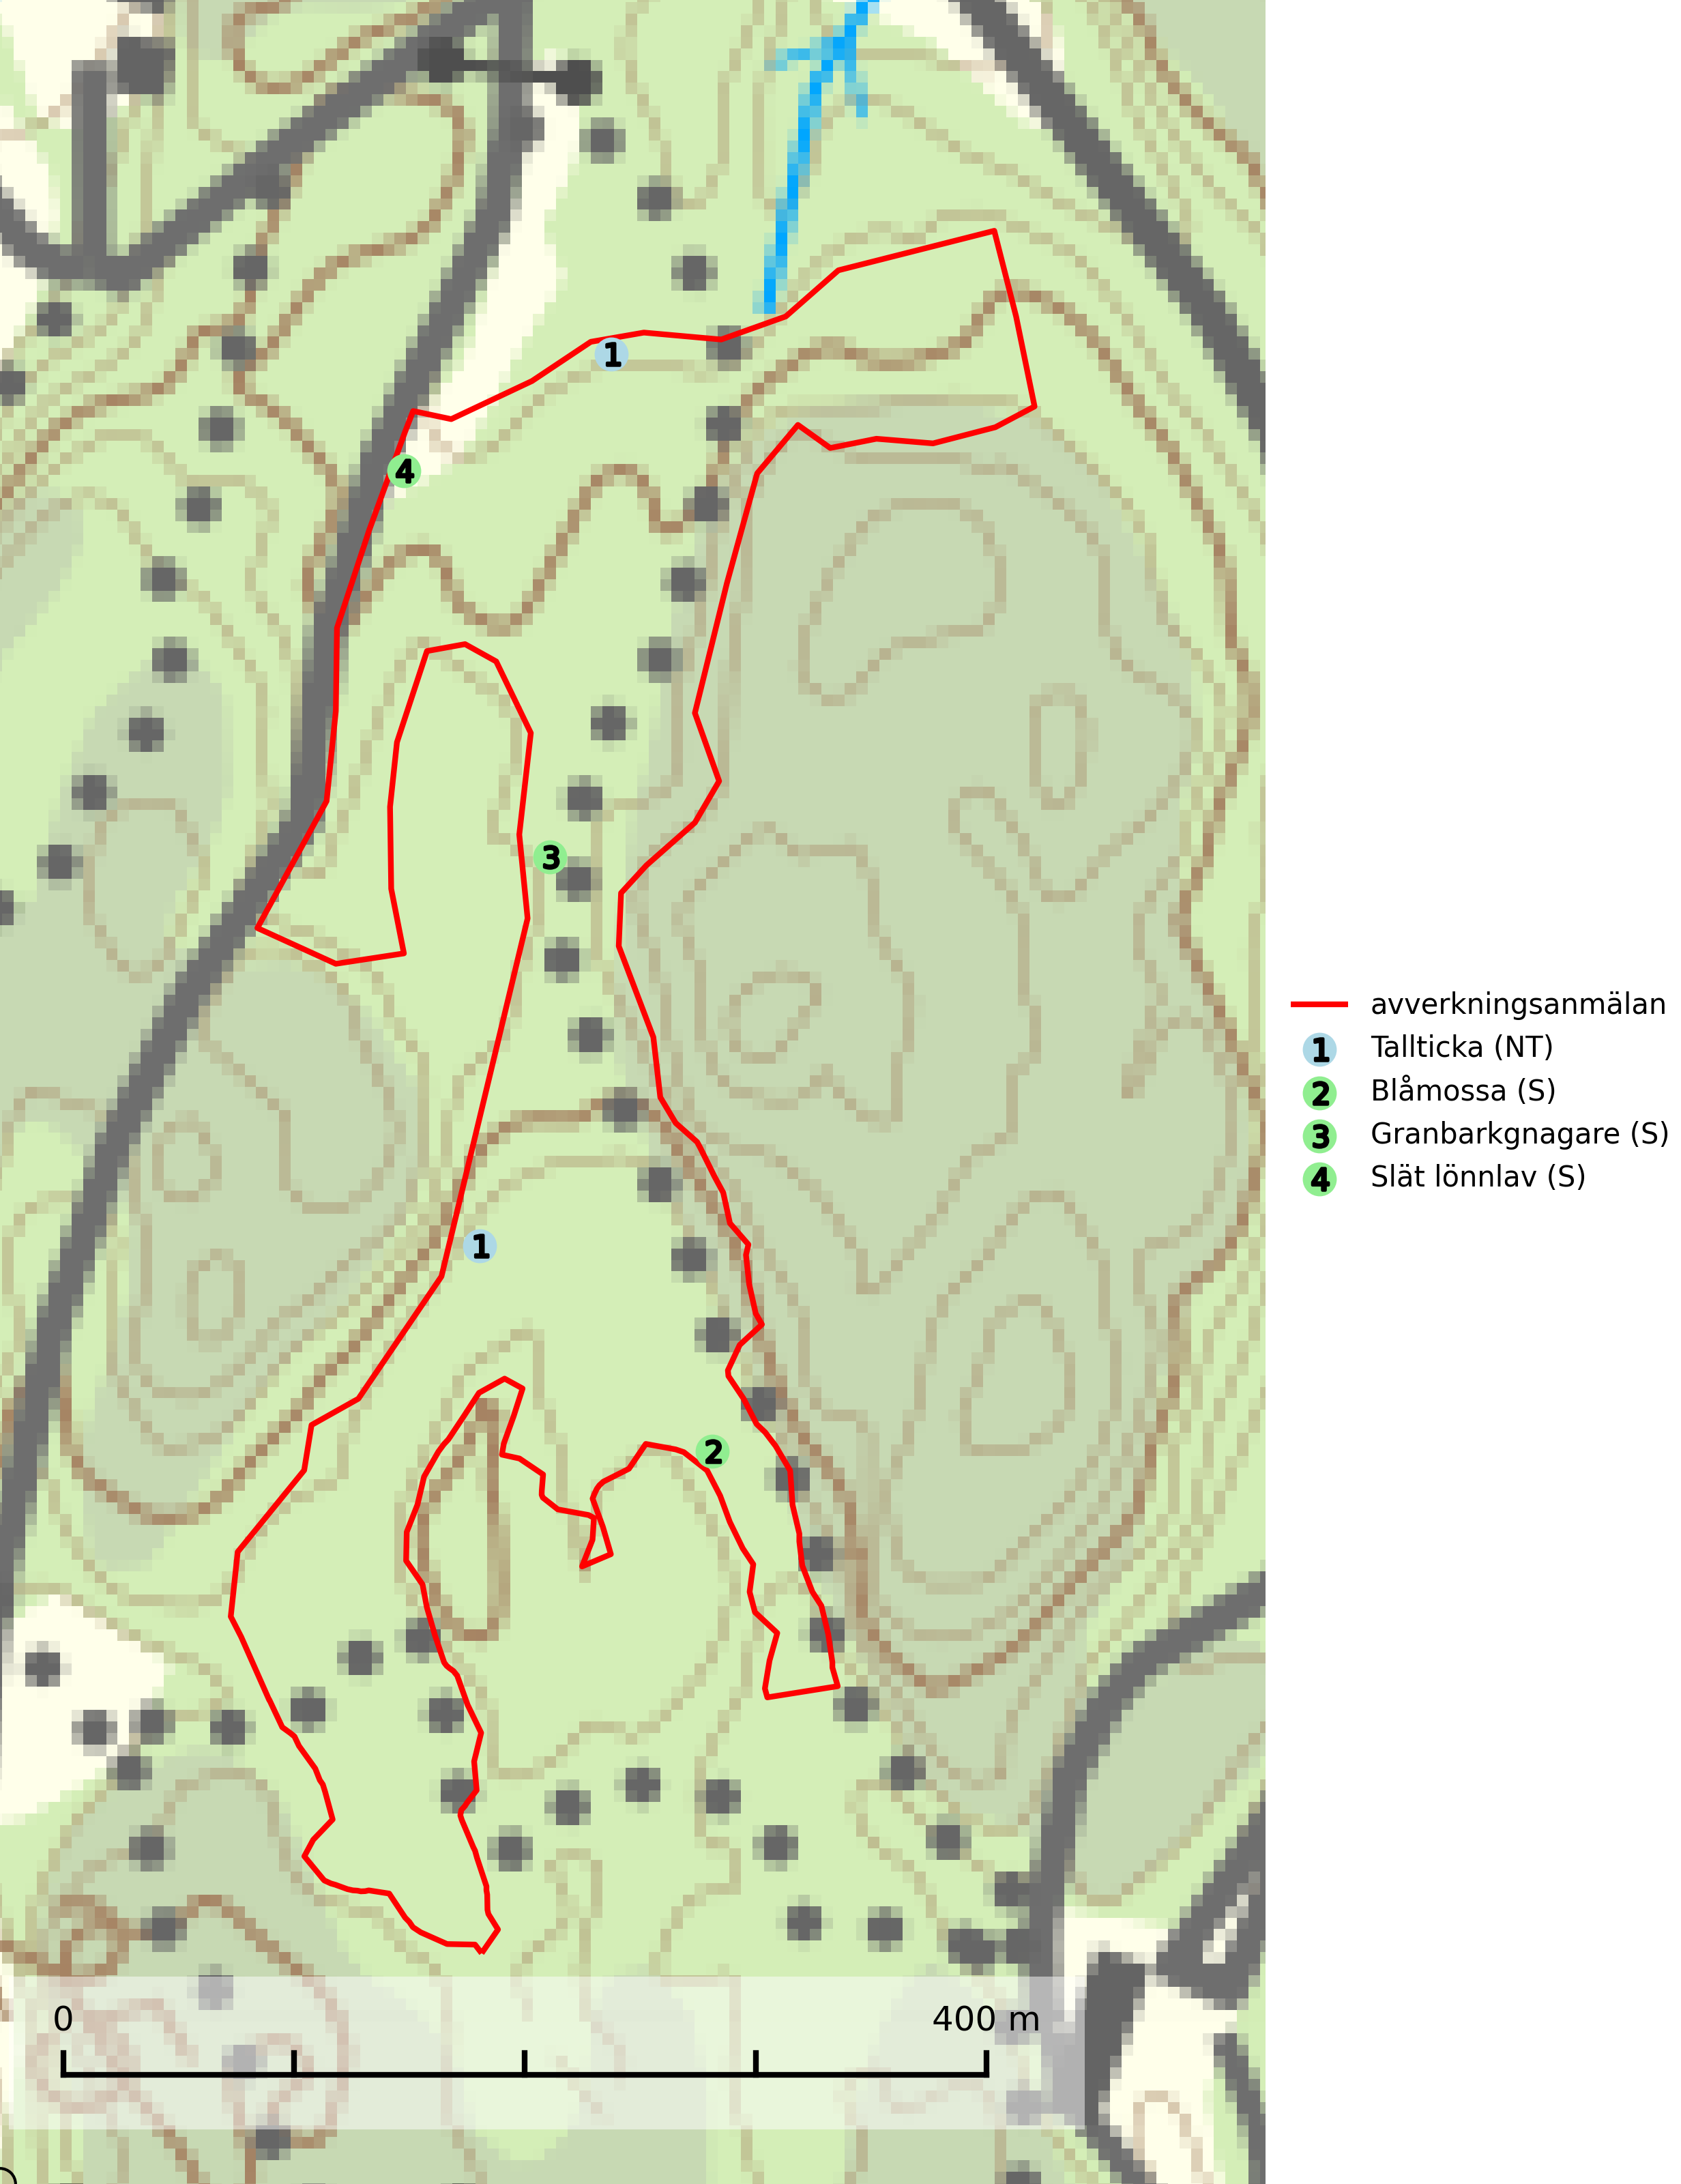 1
4
3
1
2
avverkningsanmälan
1 Tallticka (NT)
2 Blåmossa (S)
3 Granbarkgnagare (S)
4 Slät lönnlav (S)
0 400 m